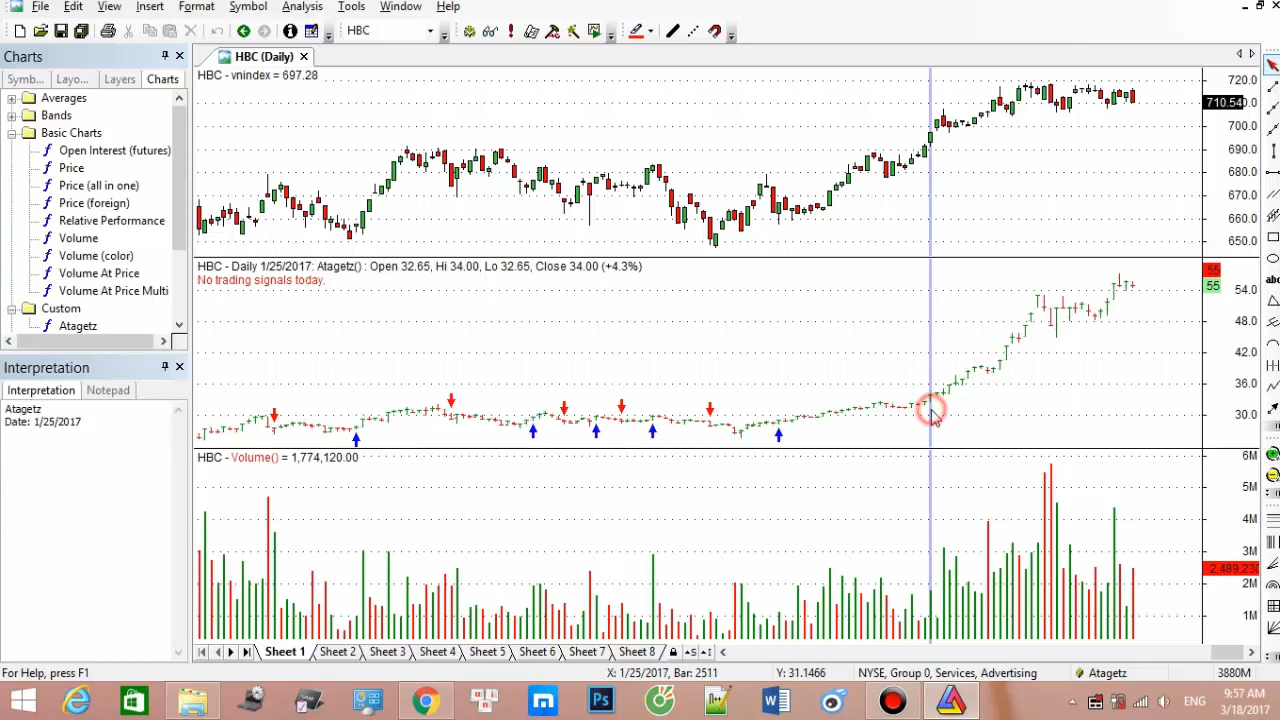 File Edit View Insert Format Symbol Analysis Tools Window Help
HBC
Charts
HBC (Daily)
Symb... Layo... Layers Charts
Averages
Bands
Basic Charts
Open Interest (futures)
Price
Price (all in one)
Price (foreign)
Relative Performance
Volume
Volume (color)
Volume At Price
Volume At Price Multi
Custom
Atagetz
Interpretation
Interpretation Notepad
Atagetz
Date: 1/25/2017
HBC - vnindex = 697.28
720.0
710.540.0
700.0
690.0
680.0
670.0
660.0
650.0
HBC - Daily 1/25/2017: Atagetz() : Open 32.65, Hi 34.00, Lo 32.65, Close 34.00 (+4.3%)
No trading signals today.
55
55
54.0
48.0
42.0
36.0
30.0
HBC - Volume() = 1,774,120.00
6M
5M
4M
3M
2,489,230
2M
1M
Sheet 1 Sheet 2 Sheet 3 Sheet 4 Sheet 5 Sheet 6 Sheet 7 Sheet 8
For Help, press F1
X: 1/25/2017, Bar: 2511 Y: 31.1466 NYSE, Group 0, Services, Advertising Atagetz 3880M
abc
Ps
W
ENG
9:57 AM
3/18/2017